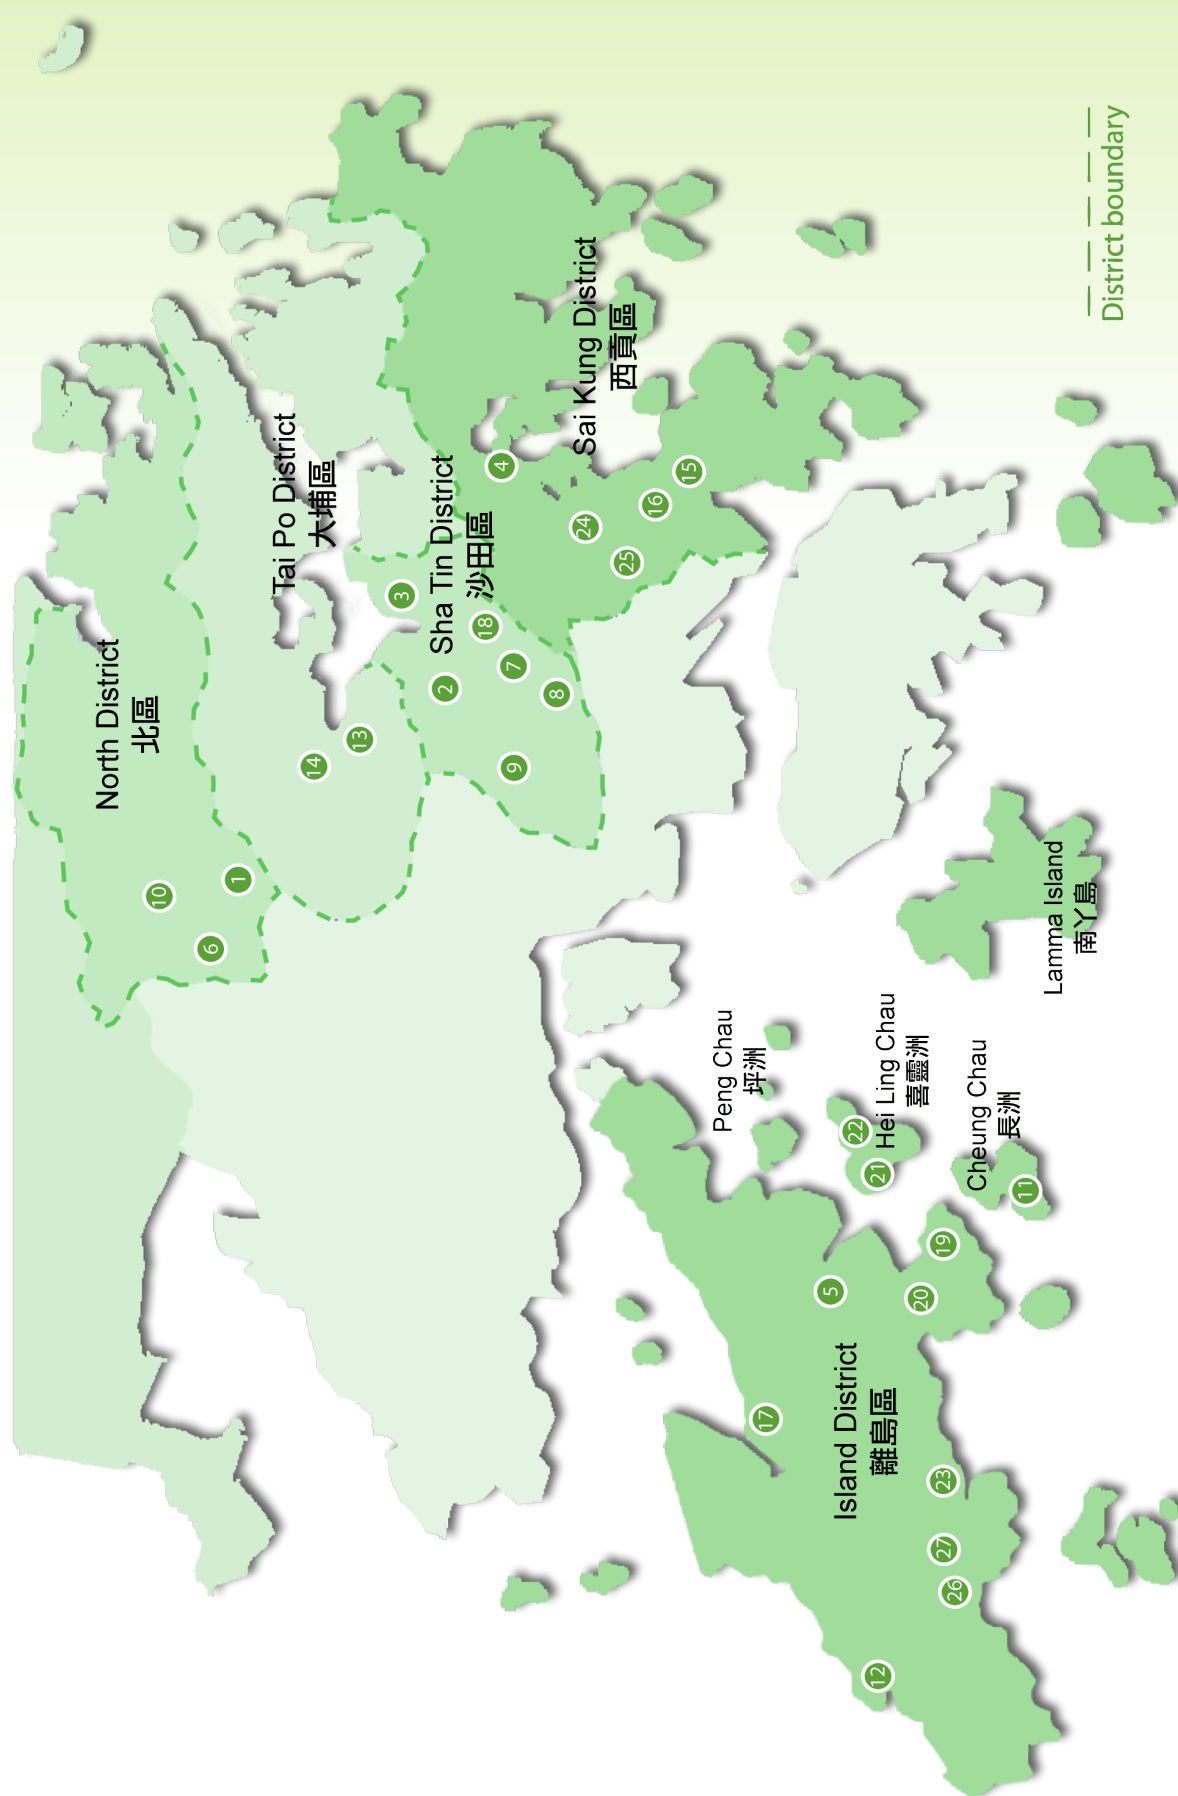 North District
北區
10
6
1
Tai Po District
大埔區
14
13
3
Sha Tin District
沙田區
2
18
7
9
8
4
Sai Kung District
西貢區
24
25
16
15
Peng Chau
坪洲
17
5
Island District
離島區
22
21
Hei Ling Chau
喜靈洲
12
20
19
23
27
26
Cheung Chau
長洲
11
Lamma Island
南丫島
District boundary